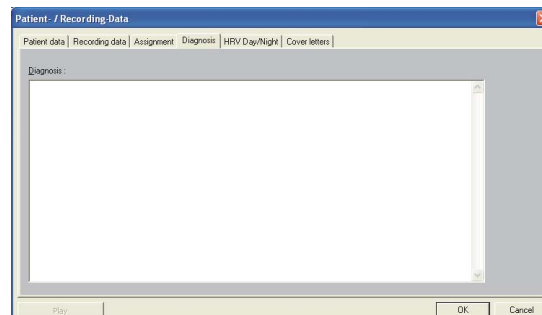 Patient- / Recording-Data
Patient data Recording data Assignment Diagnosis HRV Day/Night Cover letters
Diagnosis :
Play OK Cancel